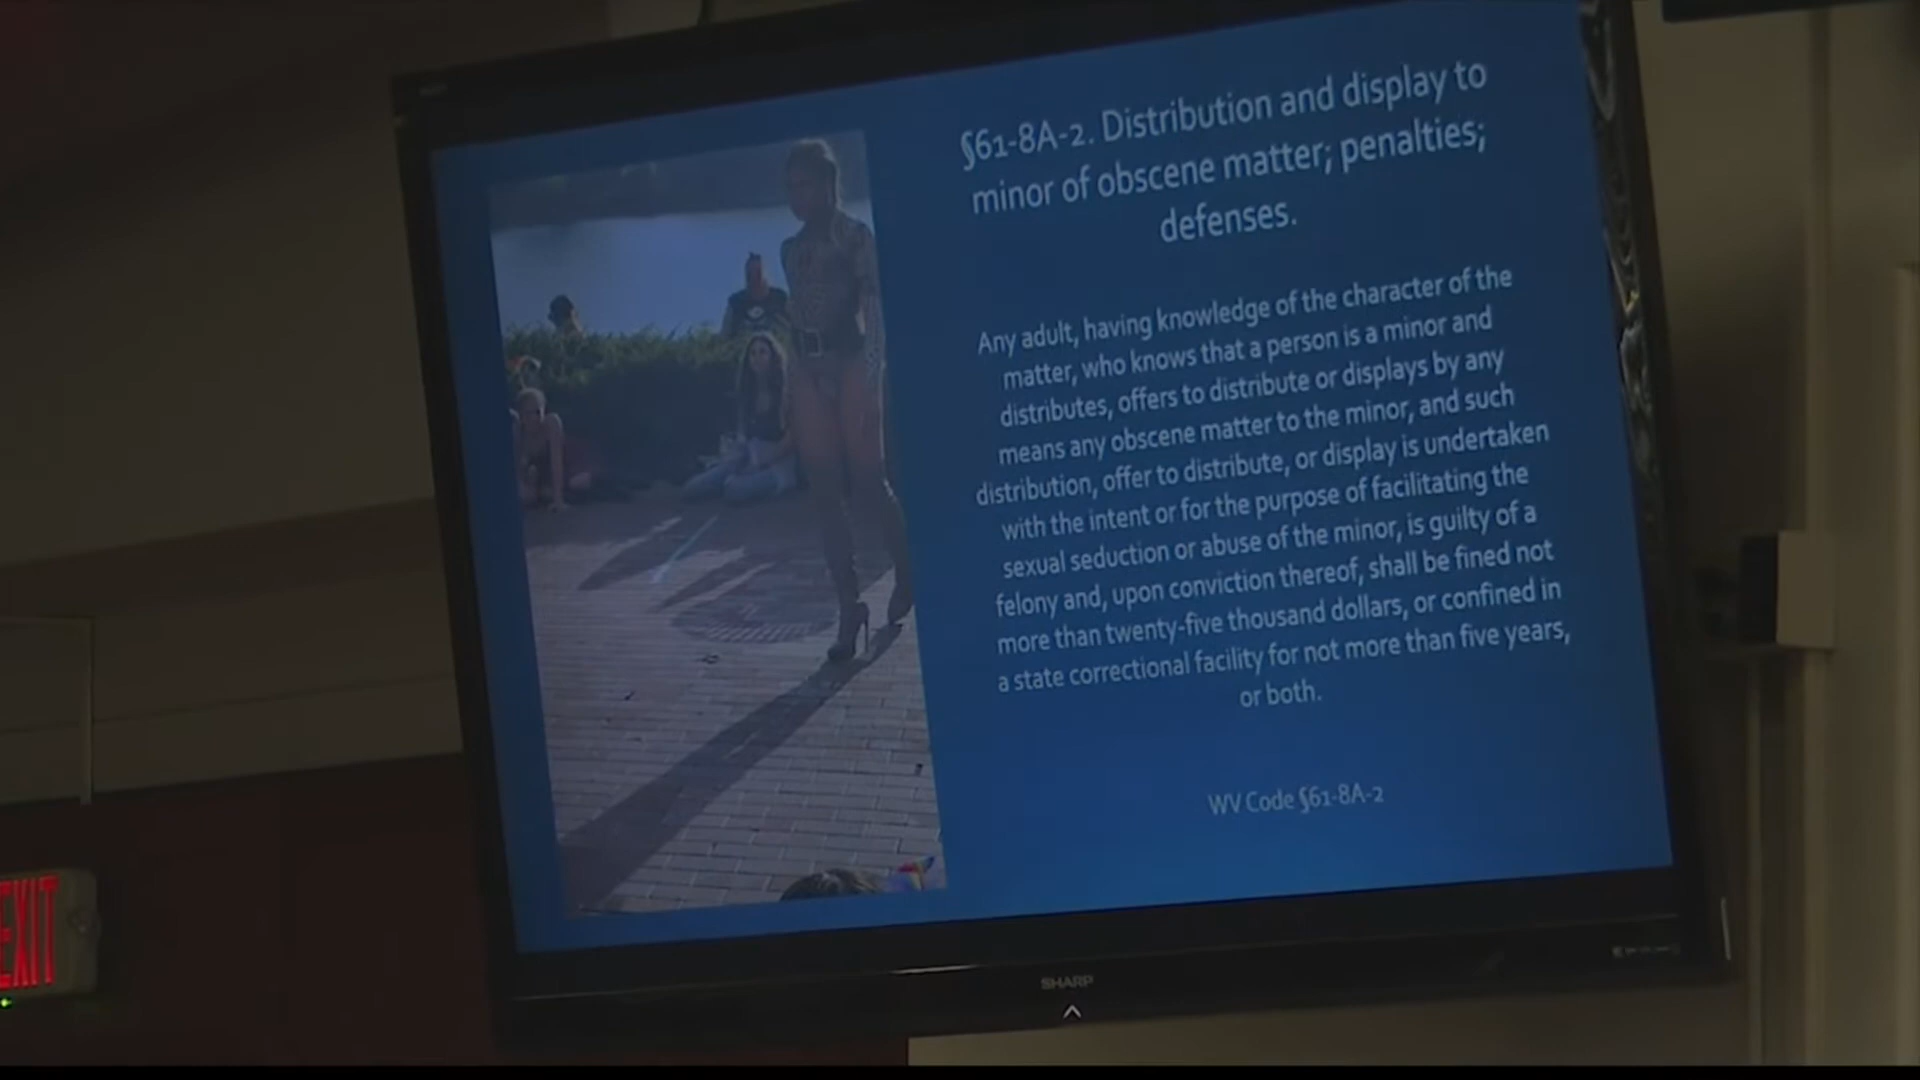 §61-8A-2. Distribution and display to
minor of obscene matter; penalties;
defenses.
Any adult, having knowledge of the character of the
matter, who knows that a person is a minor and
distributes, offers to distribute or displays by any
means any obscene matter to the minor, and such
distribution, offer to distribute, or display is undertaken
with the intent or for the purpose of facilitating the
sexual seduction or abuse of the minor, is guilty of a
felony and, upon conviction thereof, shall be fined not
more than twenty-five thousand dollars, or confined in
a state correctional facility for not more than five years,
or both.
WV Code §61-8A-2
EXIT
SHARP